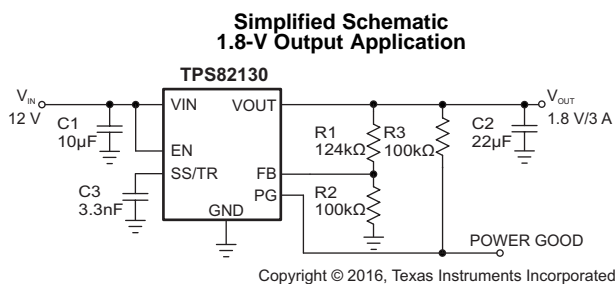 Simplified Schematic
1.8-V Output Application
TPS82130
VIN
12 V
C1
10µF
VIN
EN
SS/TR
C3
3.3nF
VOUT
FB
PG
GND
R1
124kΩ
R2
100kΩ
R3
100kΩ
C2
22µF
VOUT
1.8 V/3 A
POWER GOOD
Copyright © 2016, Texas Instruments Incorporated